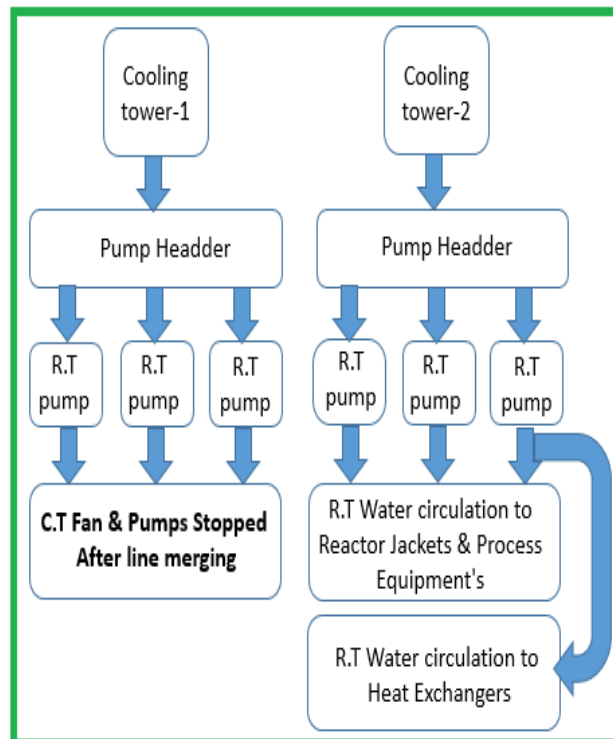 Cooling
tower-1
Cooling
tower-2
Pump Headder
Pump Headder
R.T
pump
R.T
pump
R.T
pump
R.T
pump
R.T
pump
R.T
pump
C.T Fan & Pumps Stopped
After line merging
R.T Water circulation to
Reactor Jackets & Process
Equipment's
R.T Water circulation to
Heat Exchangers